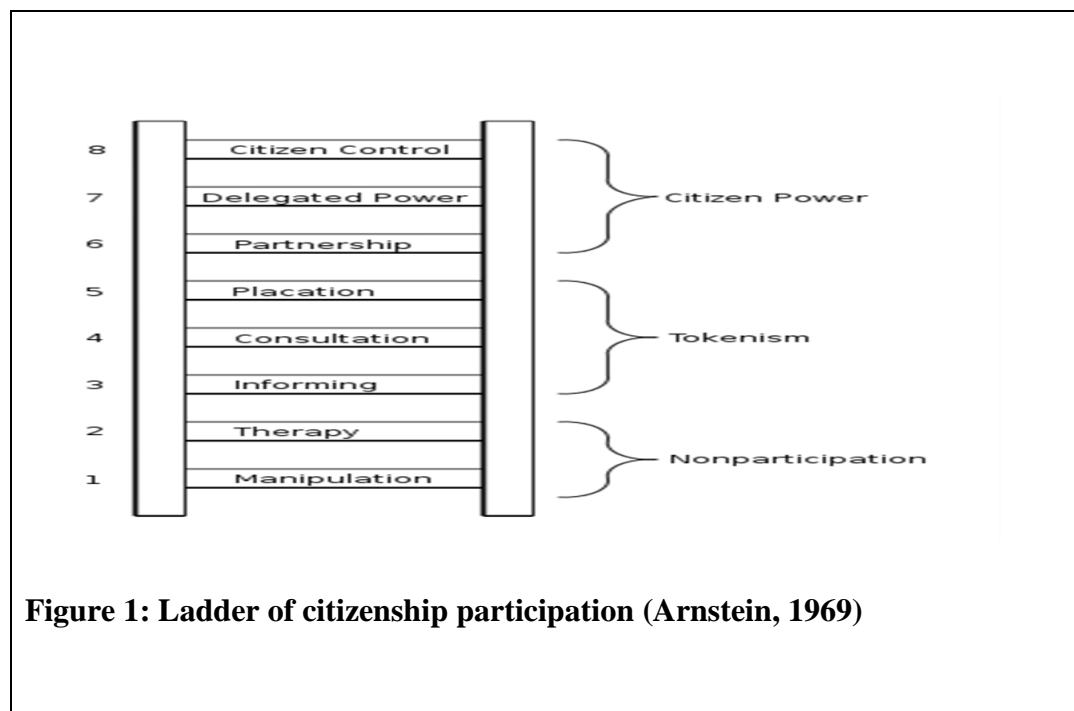 8 Citizen Control
7 Delegated Power
Citizen Power
6 Partnership
5 Placation
4 Consultation
Tokenism
3 Informing
2 Therapy
Nonparticipation
1 Manipulation
Figure 1: Ladder of citizenship participation (Arnstein, 1969)